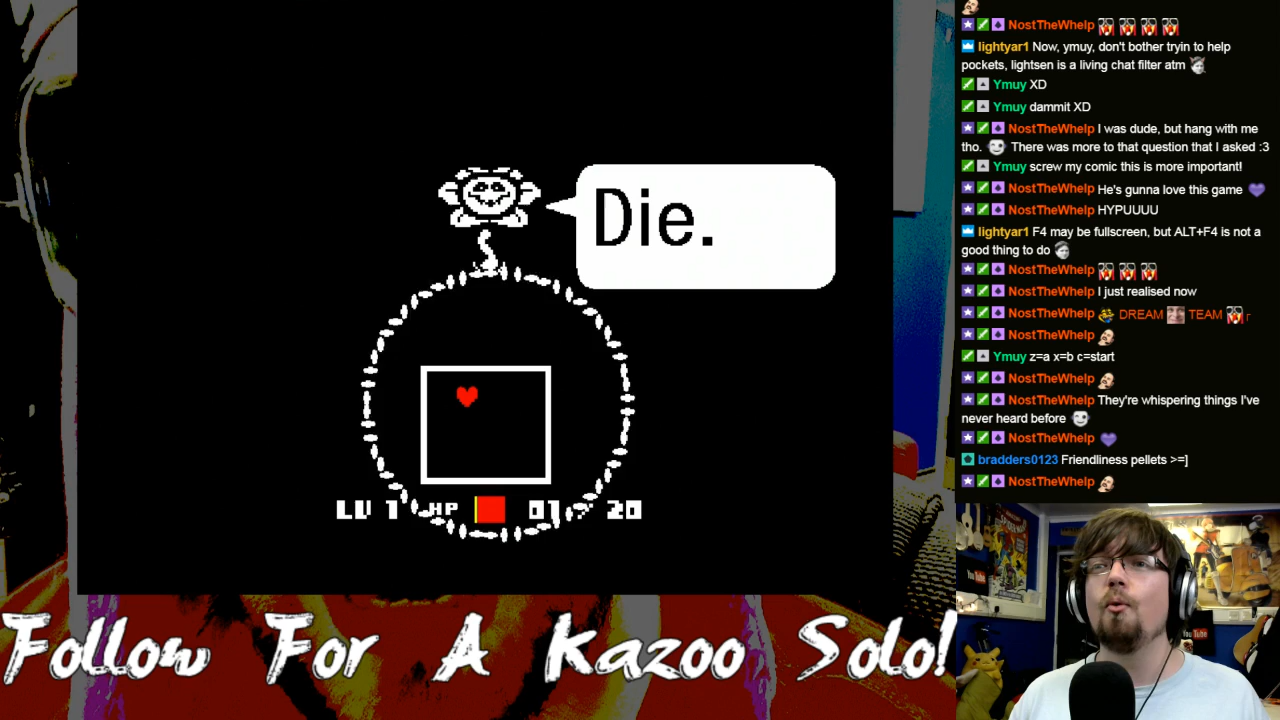 Die.
LV 1 HP 01 / 20
Follow For A Kazoo Solo!
NostTheWhelp
lightyar1 Now, ymuy, don't bother tryin to help
pockets, lightsen is a living chat filter atm
Ymuy XD
Ymuy dammit XD
NostTheWhelp I was dude, but hang with me
tho. There was more to that question that I asked :3
Ymuy screw my comic this is more important!
NostTheWhelp He's gunna love this game
NostTheWhelp HYPUUUU
lightyar1 F4 may be fullscreen, but ALT+F4 is not a
good thing to do
NostTheWhelp
NostTheWhelp I just realised now
NostTheWhelp DREAM TEAM r
NostTheWhelp
Ymuy z=a x=b c=start
NostTheWhelp
NostTheWhelp They're whispering things I've
never heard before
NostTheWhelp
bradders0123 Friendliness pellets >=]
NostTheWhelp
You Tube
You Tube